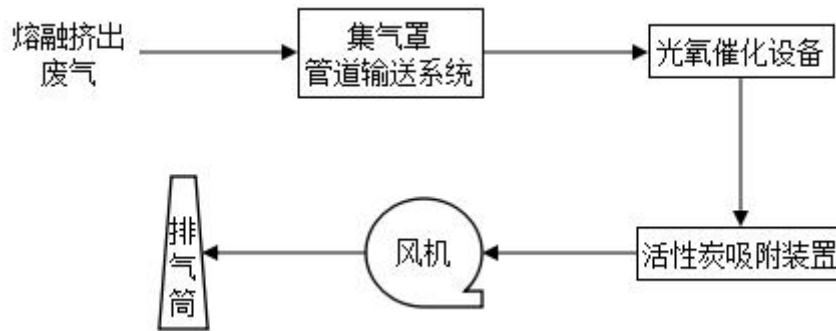 熔融挤出
废气
集气罩
管道输送系统
光氧催化设备
活性炭吸附装置
风机
排
气
筒